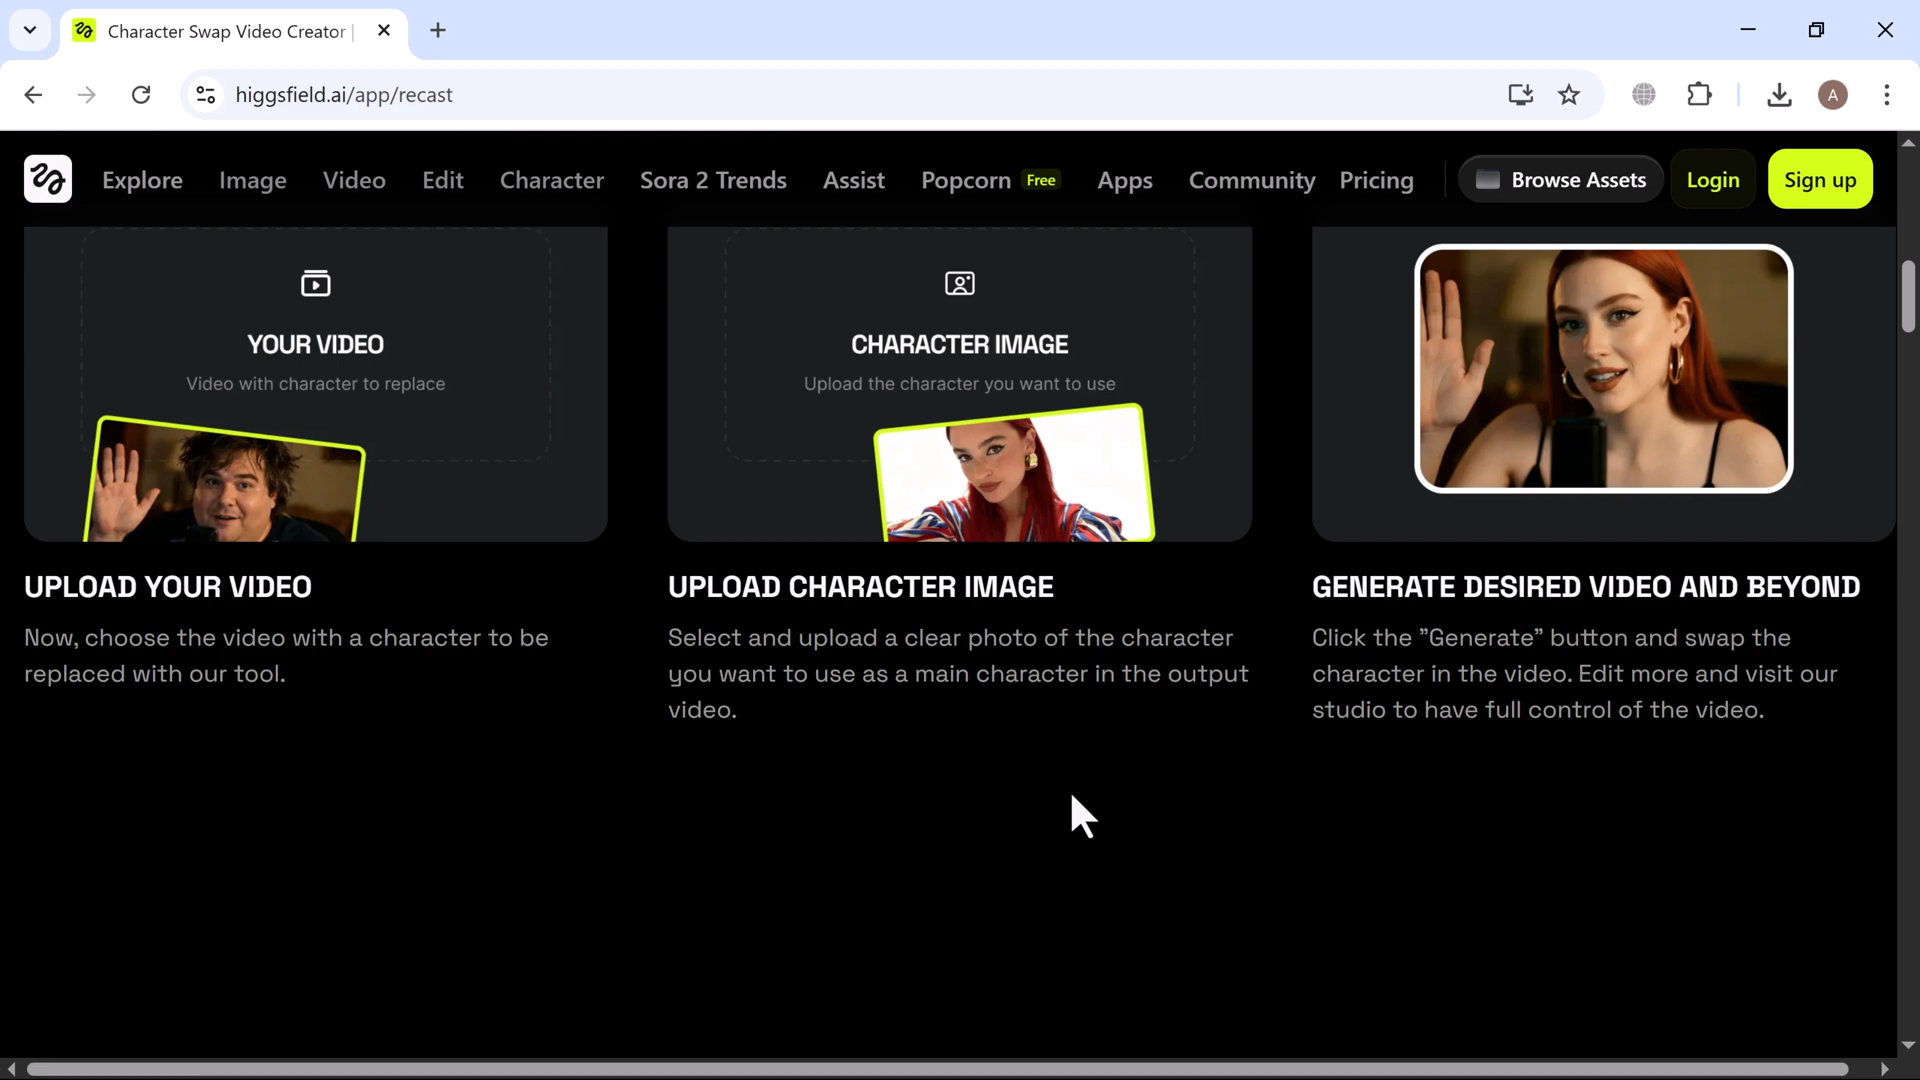 Character Swap Video Creator |
higgsfield.ai/app/recast
A
Explore
Image
Video
Edit
Character
Sora 2 Trends
Assist
Popcorn Free
Apps
Community
Pricing
Browse Assets
Login
Sign up
YOUR VIDEO
Video with character to replace
CHARACTER IMAGE
Upload the character you want to use
UPLOAD YOUR VIDEO
Now, choose the video with a character to be
replaced with our tool.
UPLOAD CHARACTER IMAGE
Select and upload a clear photo of the character
you want to use as a main character in the output
video.
GENERATE DESIRED VIDEO AND BEYOND
Click the ”Generate” button and swap the
character in the video. Edit more and visit our
studio to have full control of the video.